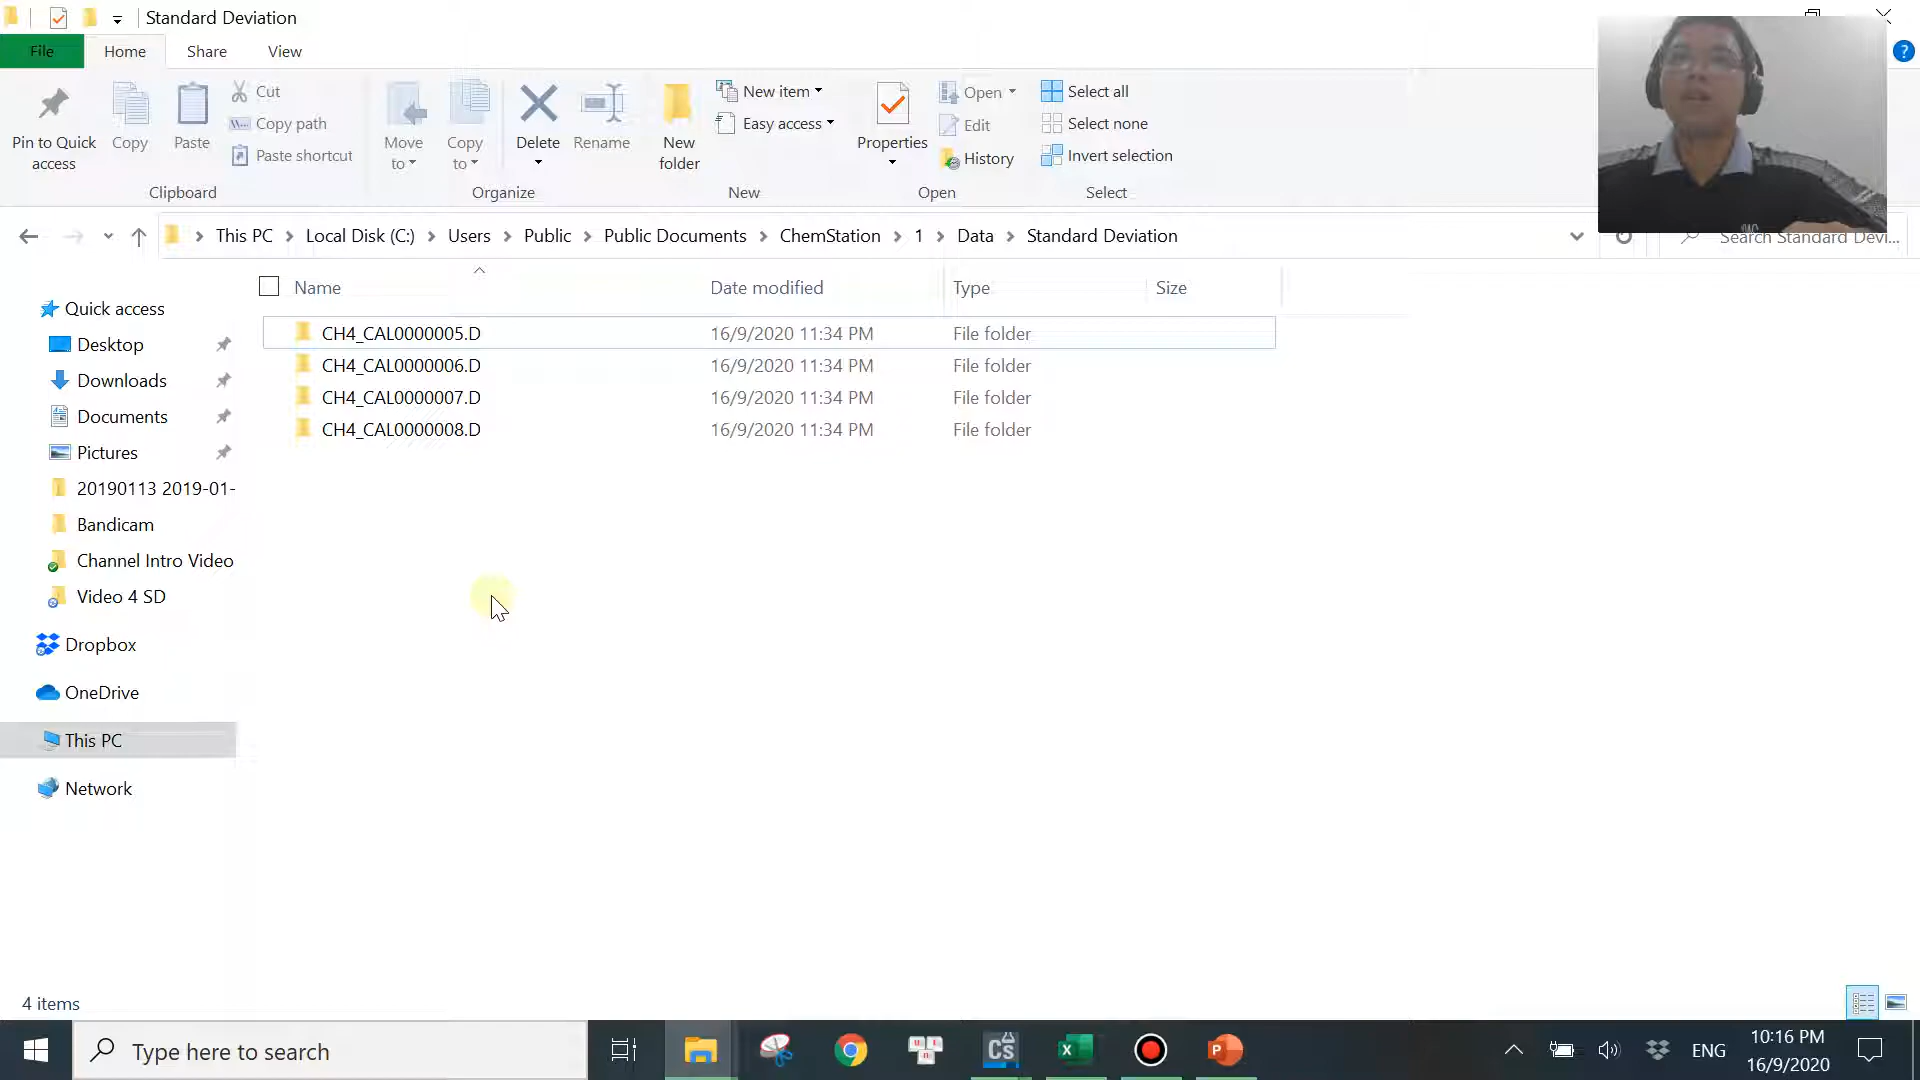 Standard Deviation
File Home Share View
Pin to Quick access
Copy
Paste
Cut
Copy path
Paste shortcut
Clipboard
Move to
Copy to
Delete
Rename
Organize
New folder
New item
Easy access
New
Properties
Open
Edit
History
Open
Select all
Select none
Invert selection
Select
This PC Local Disk (C:) Users Public Public Documents ChemStation 1 Data Standard Deviation
Search Standard Devi...
Name Date modified Type Size
CH4_CAL0000005.D 16/9/2020 11:34 PM File folder
CH4_CAL0000006.D 16/9/2020 11:34 PM File folder
CH4_CAL0000007.D 16/9/2020 11:34 PM File folder
CH4_CAL0000008.D 16/9/2020 11:34 PM File folder
Quick access
Desktop
Downloads
Documents
Pictures
20190113 2019-01-
Bandicam
Channel Intro Video
Video 4 SD
Dropbox
OneDrive
This PC
Network
4 items
Type here to search
CS
ENG
10:16 PM
16/9/2020